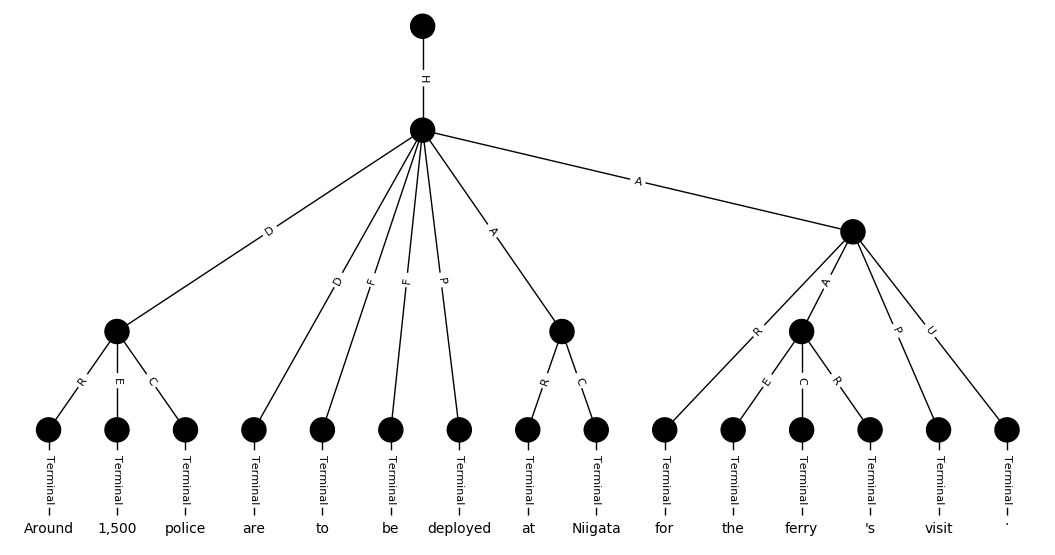 H
A
D A
D F F P A
R P U
R E C R C E C R
Terminal Terminal Terminal Terminal Terminal Terminal Terminal Terminal Terminal Terminal Terminal Terminal Terminal Terminal Terminal
Around 1,500 police are to be deployed at Niigata for the ferry 's visit .